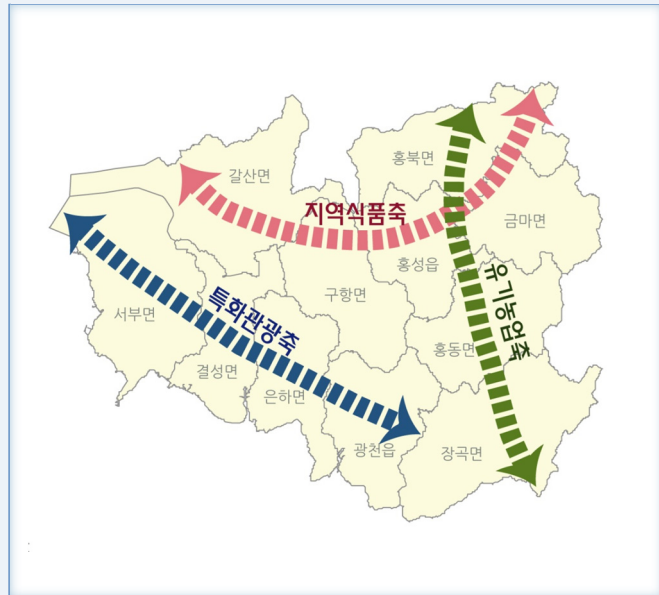 홍북면
갈산면
지역식품축
금마면
홍성읍
구항면
유기농업축
특화관광축
서부면
홍동면
결성면
은하면
광천읍
장곡면